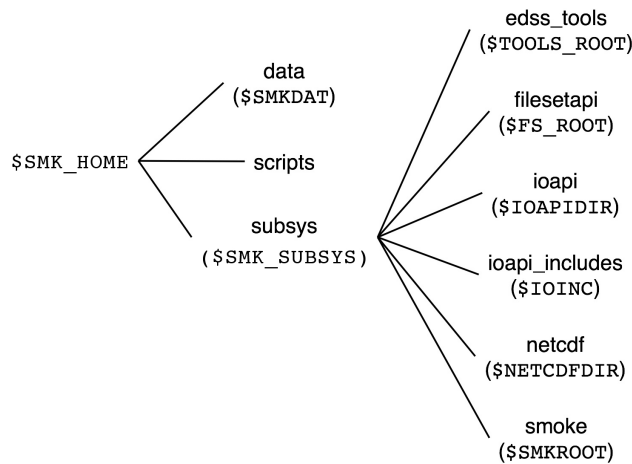 $SMK_HOME
data
($SMKDAT)
scripts
subsys
($SMK_SUBSYS)
edss_tools
($TOOLS_ROOT)
filesetapi
($FS_ROOT)
ioapi
($IOAPIDIR)
ioapi_includes
($IOINC)
netcdf
($NETCDFDIR)
smoke
($SMKROOT)